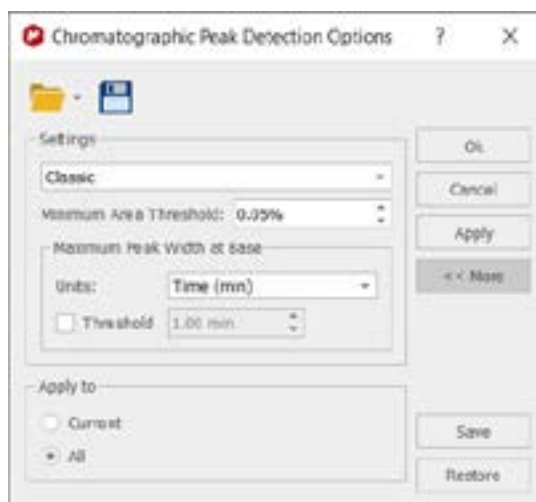 Chromatographic Peak Detection Options ? X
Settings
Classic
Minimum Area Threshold: 0.05%
Maximum Peak Width at Base
Units: Time (min)
Threshold 1.00 min
Apply to
Current
All
Ok
Cancel
Apply
<< More
Save
Restore